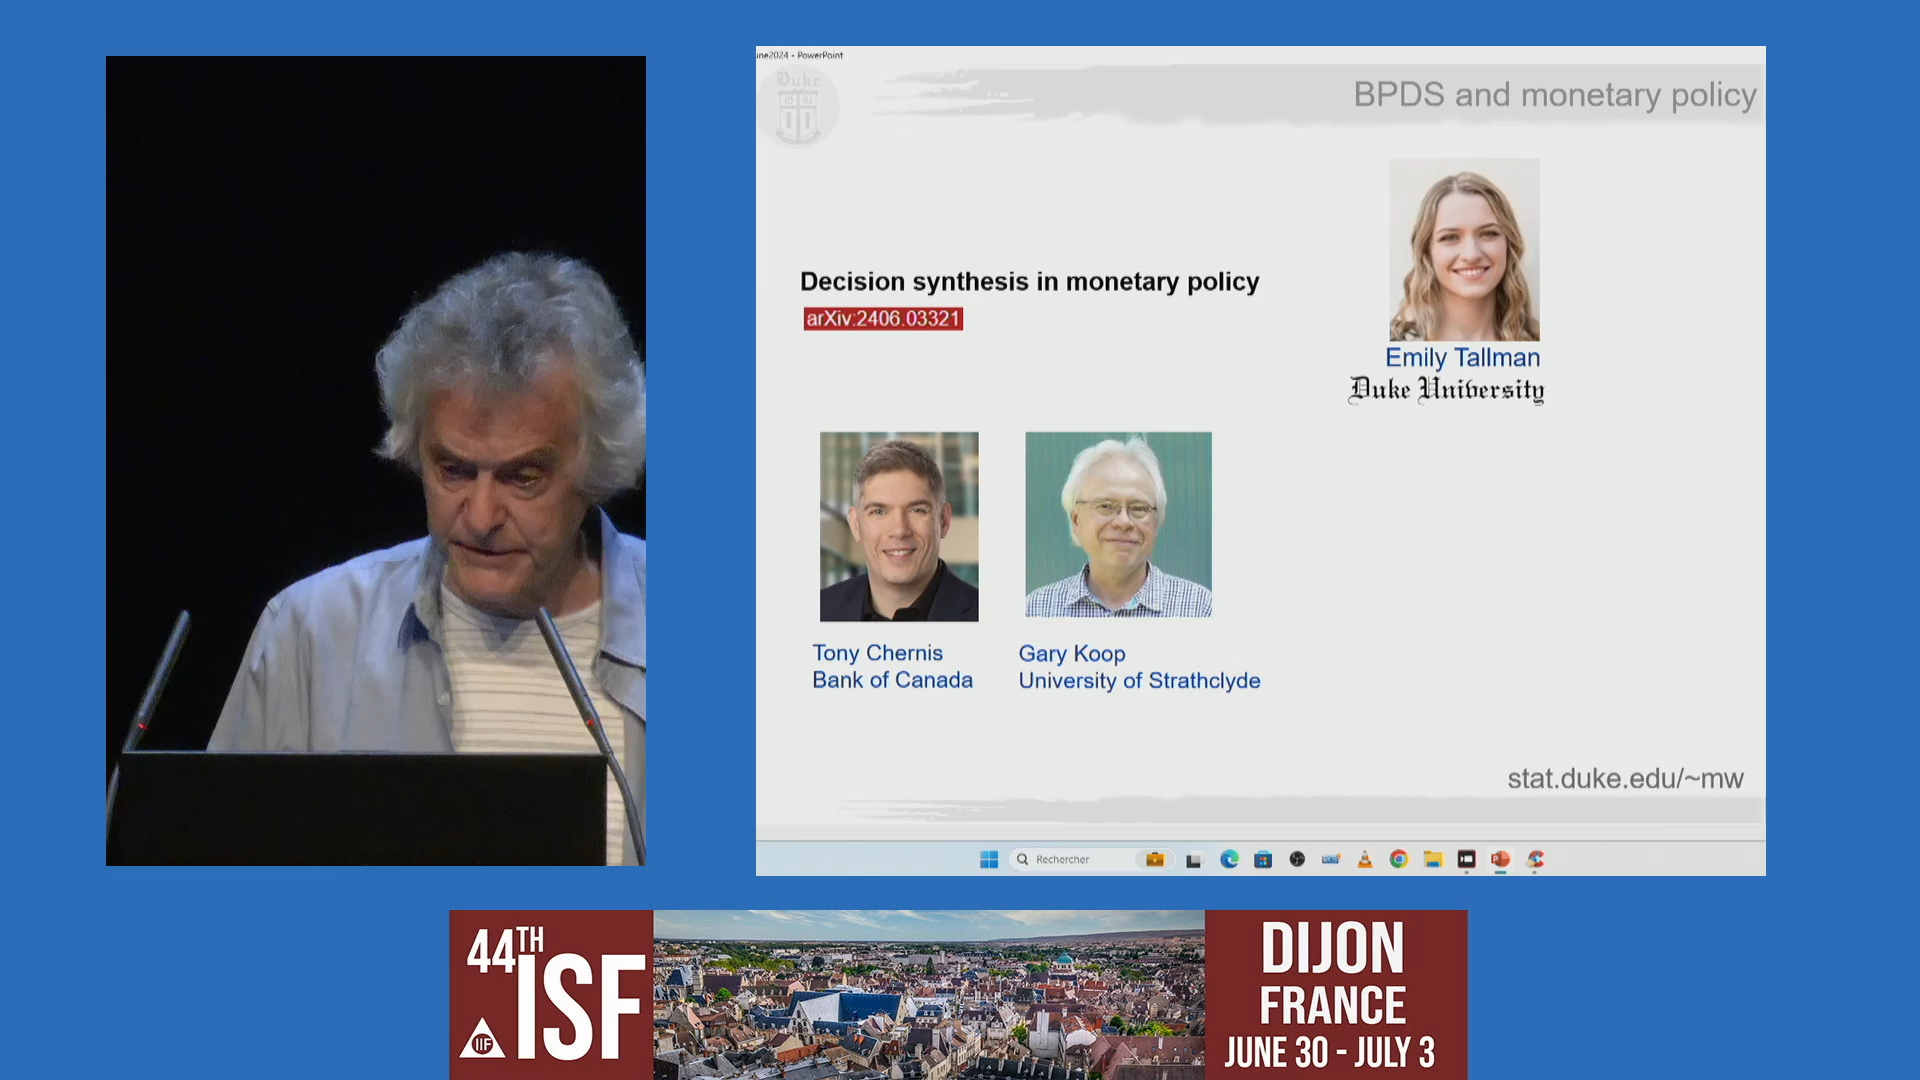 une2024 - PowerPoint
Duke
BPDS and monetary policy
Decision synthesis in monetary policy
arXiv:2406.03321
Emily Tallman
Duke University
Tony Chernis
Bank of Canada
Gary Koop
University of Strathclyde
stat.duke.edu/~mw
Rechercher
44TH
ISF
IIF
DIJON
FRANCE
JUNE 30 - JULY 3